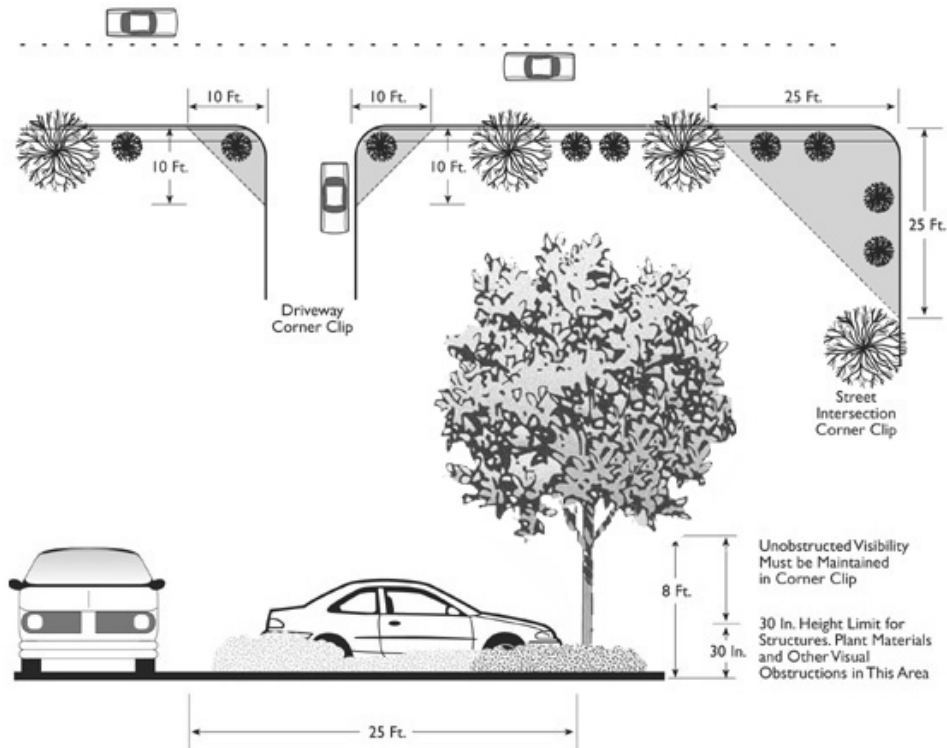 10 Ft.
10 Ft.
25 Ft.
10 Ft.
10 Ft.
25 Ft.
Driveway
Corner Clip
Street
Intersection
Corner Clip
Unobstructed Visibility
Must be Maintained
in Corner Clip
8 Ft.
30 In. Height Limit for
Structures. Plant Materials
and Other Visual
Obstructions in This Area
30 In.
25 Ft.